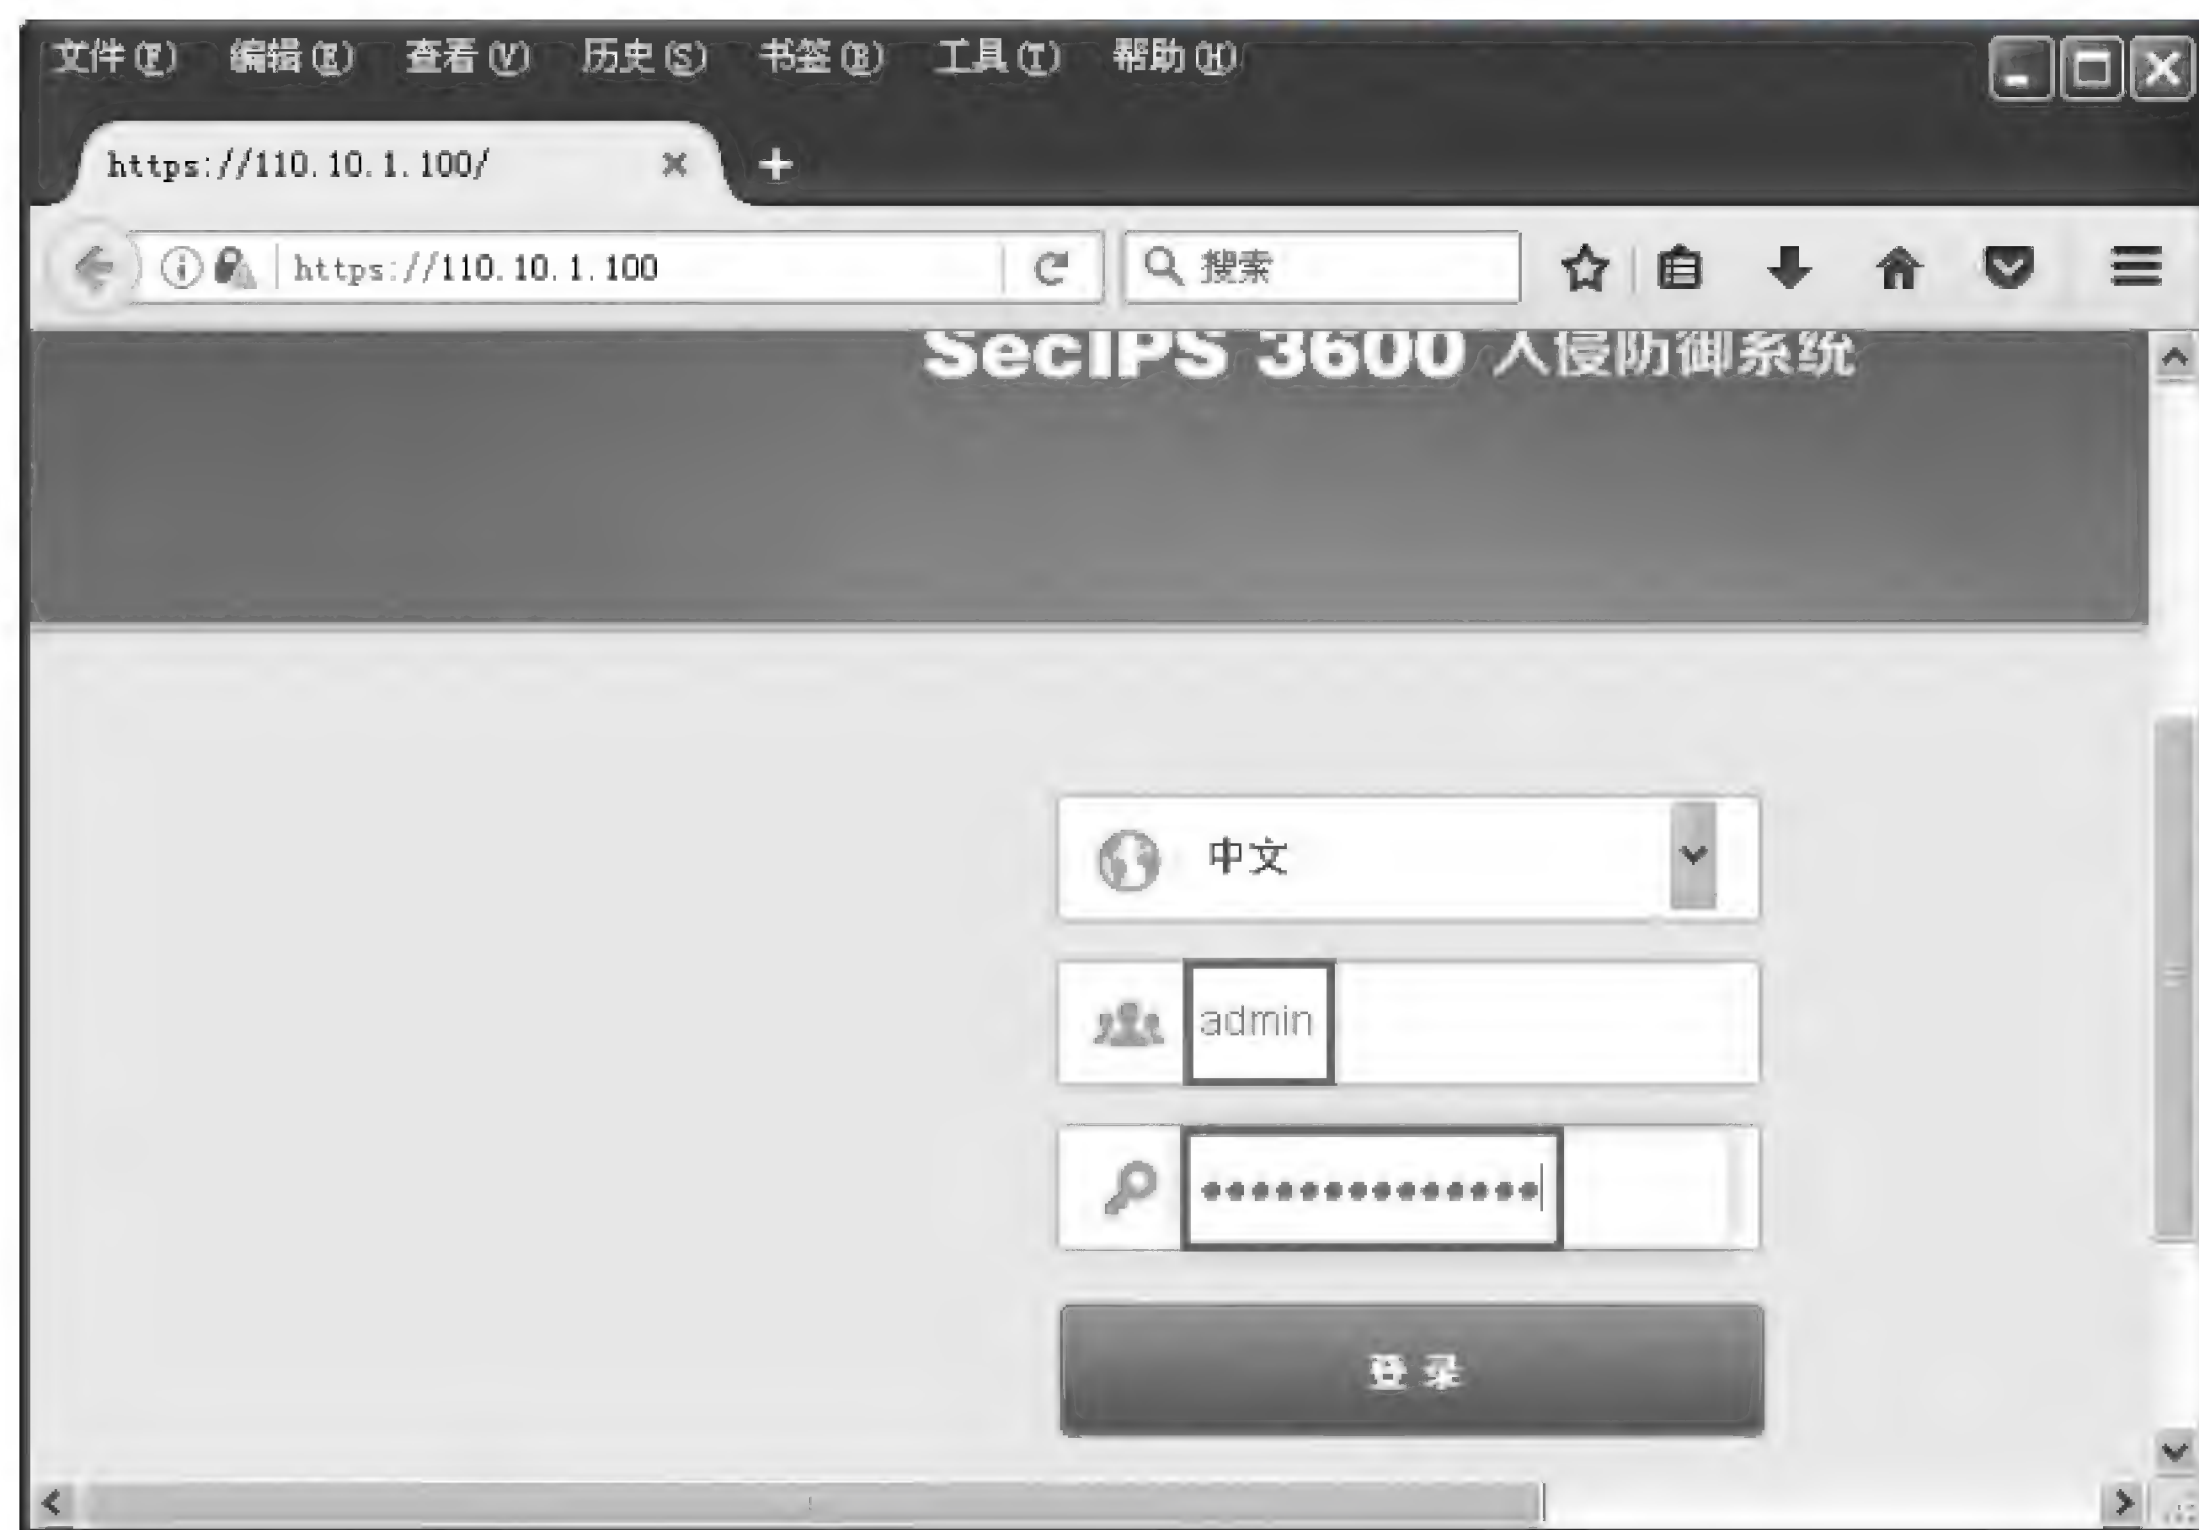 文件(F) 编辑(E) 查看(V) 历史(S) 书签(B) 工具(T) 帮助(H)
https://110.10.1.100/
https://110.10.1.100 搜索
SecIPS 3600 入侵防御系统
中文
admin
●●●●●●●●●●●●●●
登录